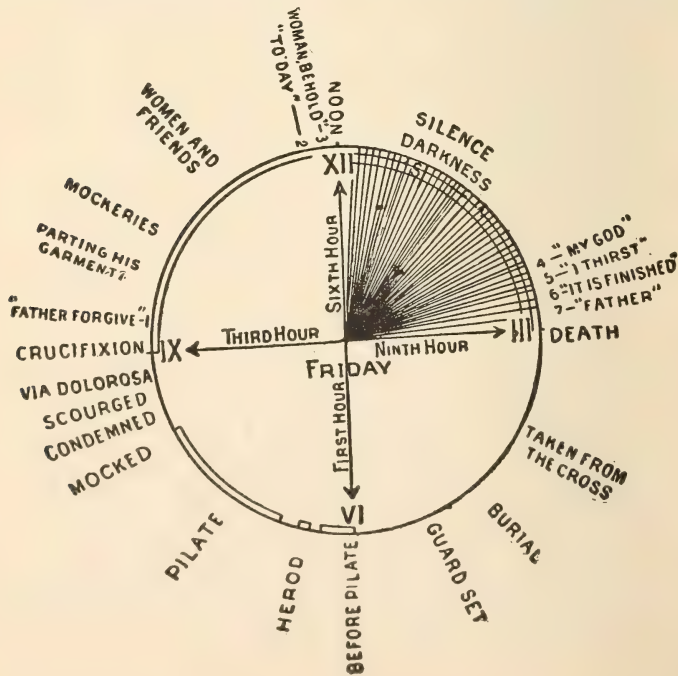 "TO-DAY" — 2
WOMAN, BEHOLD"-3
NOON
SILENCE
DARKNESS
WOMEN AND
FRIENDS
MOCKERIES
PARTING HIS
GARMENTS
"FATHER FORGIVE"-1
CRUCIFIXION
VIA DOLOROSA
SCOURGED
CONDEMNED
MOCKED
PILATE
HEROD
BEFORE PILATE
GUARD SET
BURIAL
TAKEN FROM
THE CROSS
DEATH
4-"MY GOD"
5-"I THIRST"
6"IT IS FINISHED"
7-"FATHER"
XII
SIXTH HOUR
IX
THIRD HOUR
NINTH HOUR
III
FRIDAY
FIRST HOUR
VI